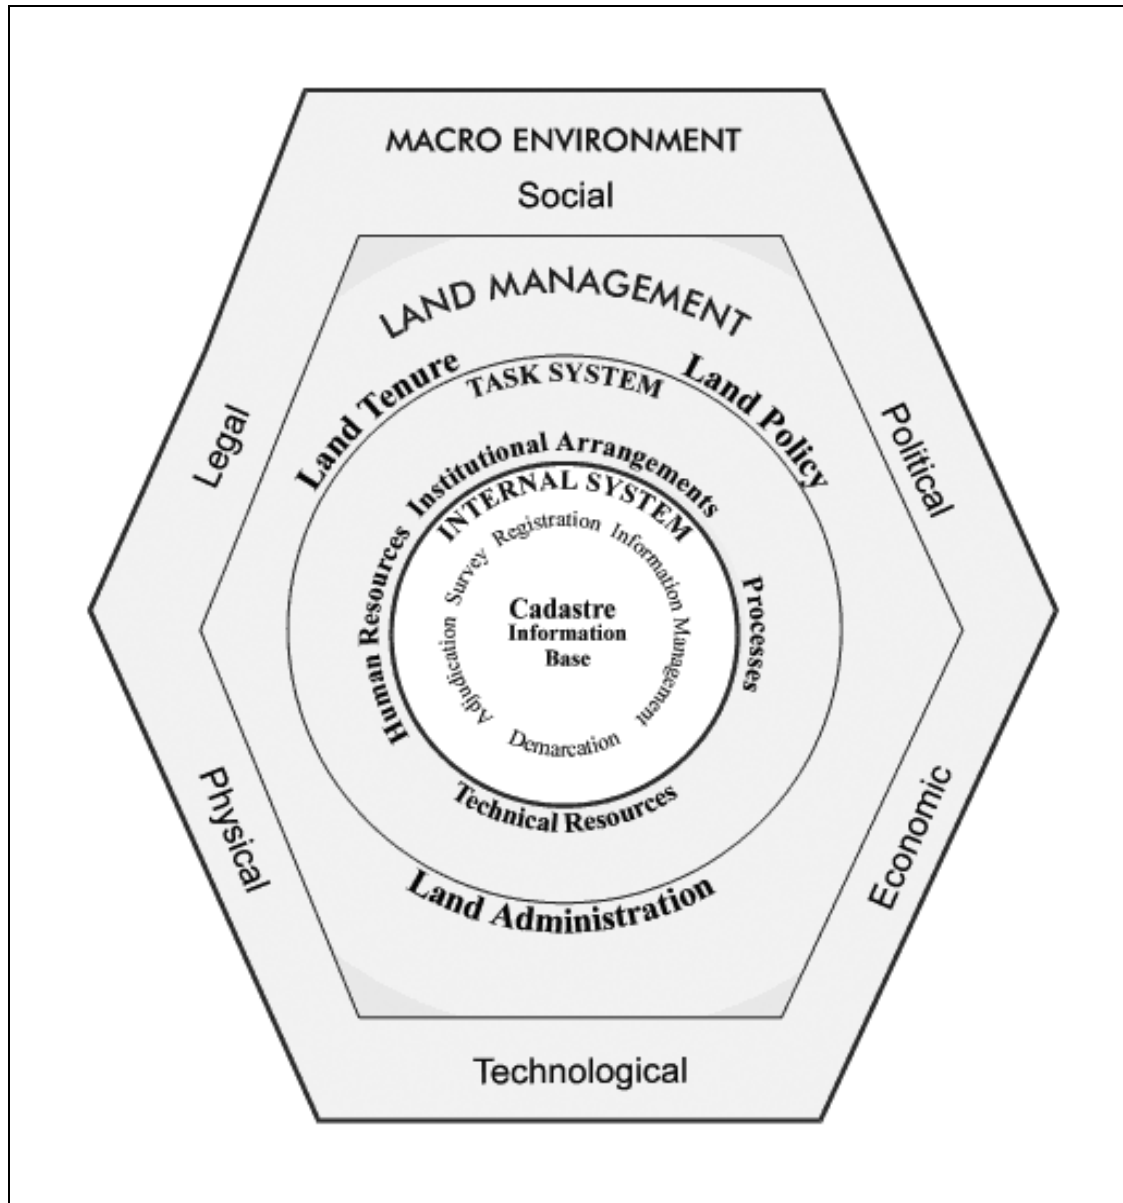 MACRO ENVIRONMENT
Social
LAND MANAGEMENT
Land Tenure
TASK SYSTEM
Land Policy
Legal
Political
Institutional Arrangements
INTERNAL SYSTEM
Human Resources
Survey
Registration
Information Management
Processes
Cadastre
Information
Base
Adjudication
Demarcation
Technical Resources
Physical
Economic
Land Administration
Technological